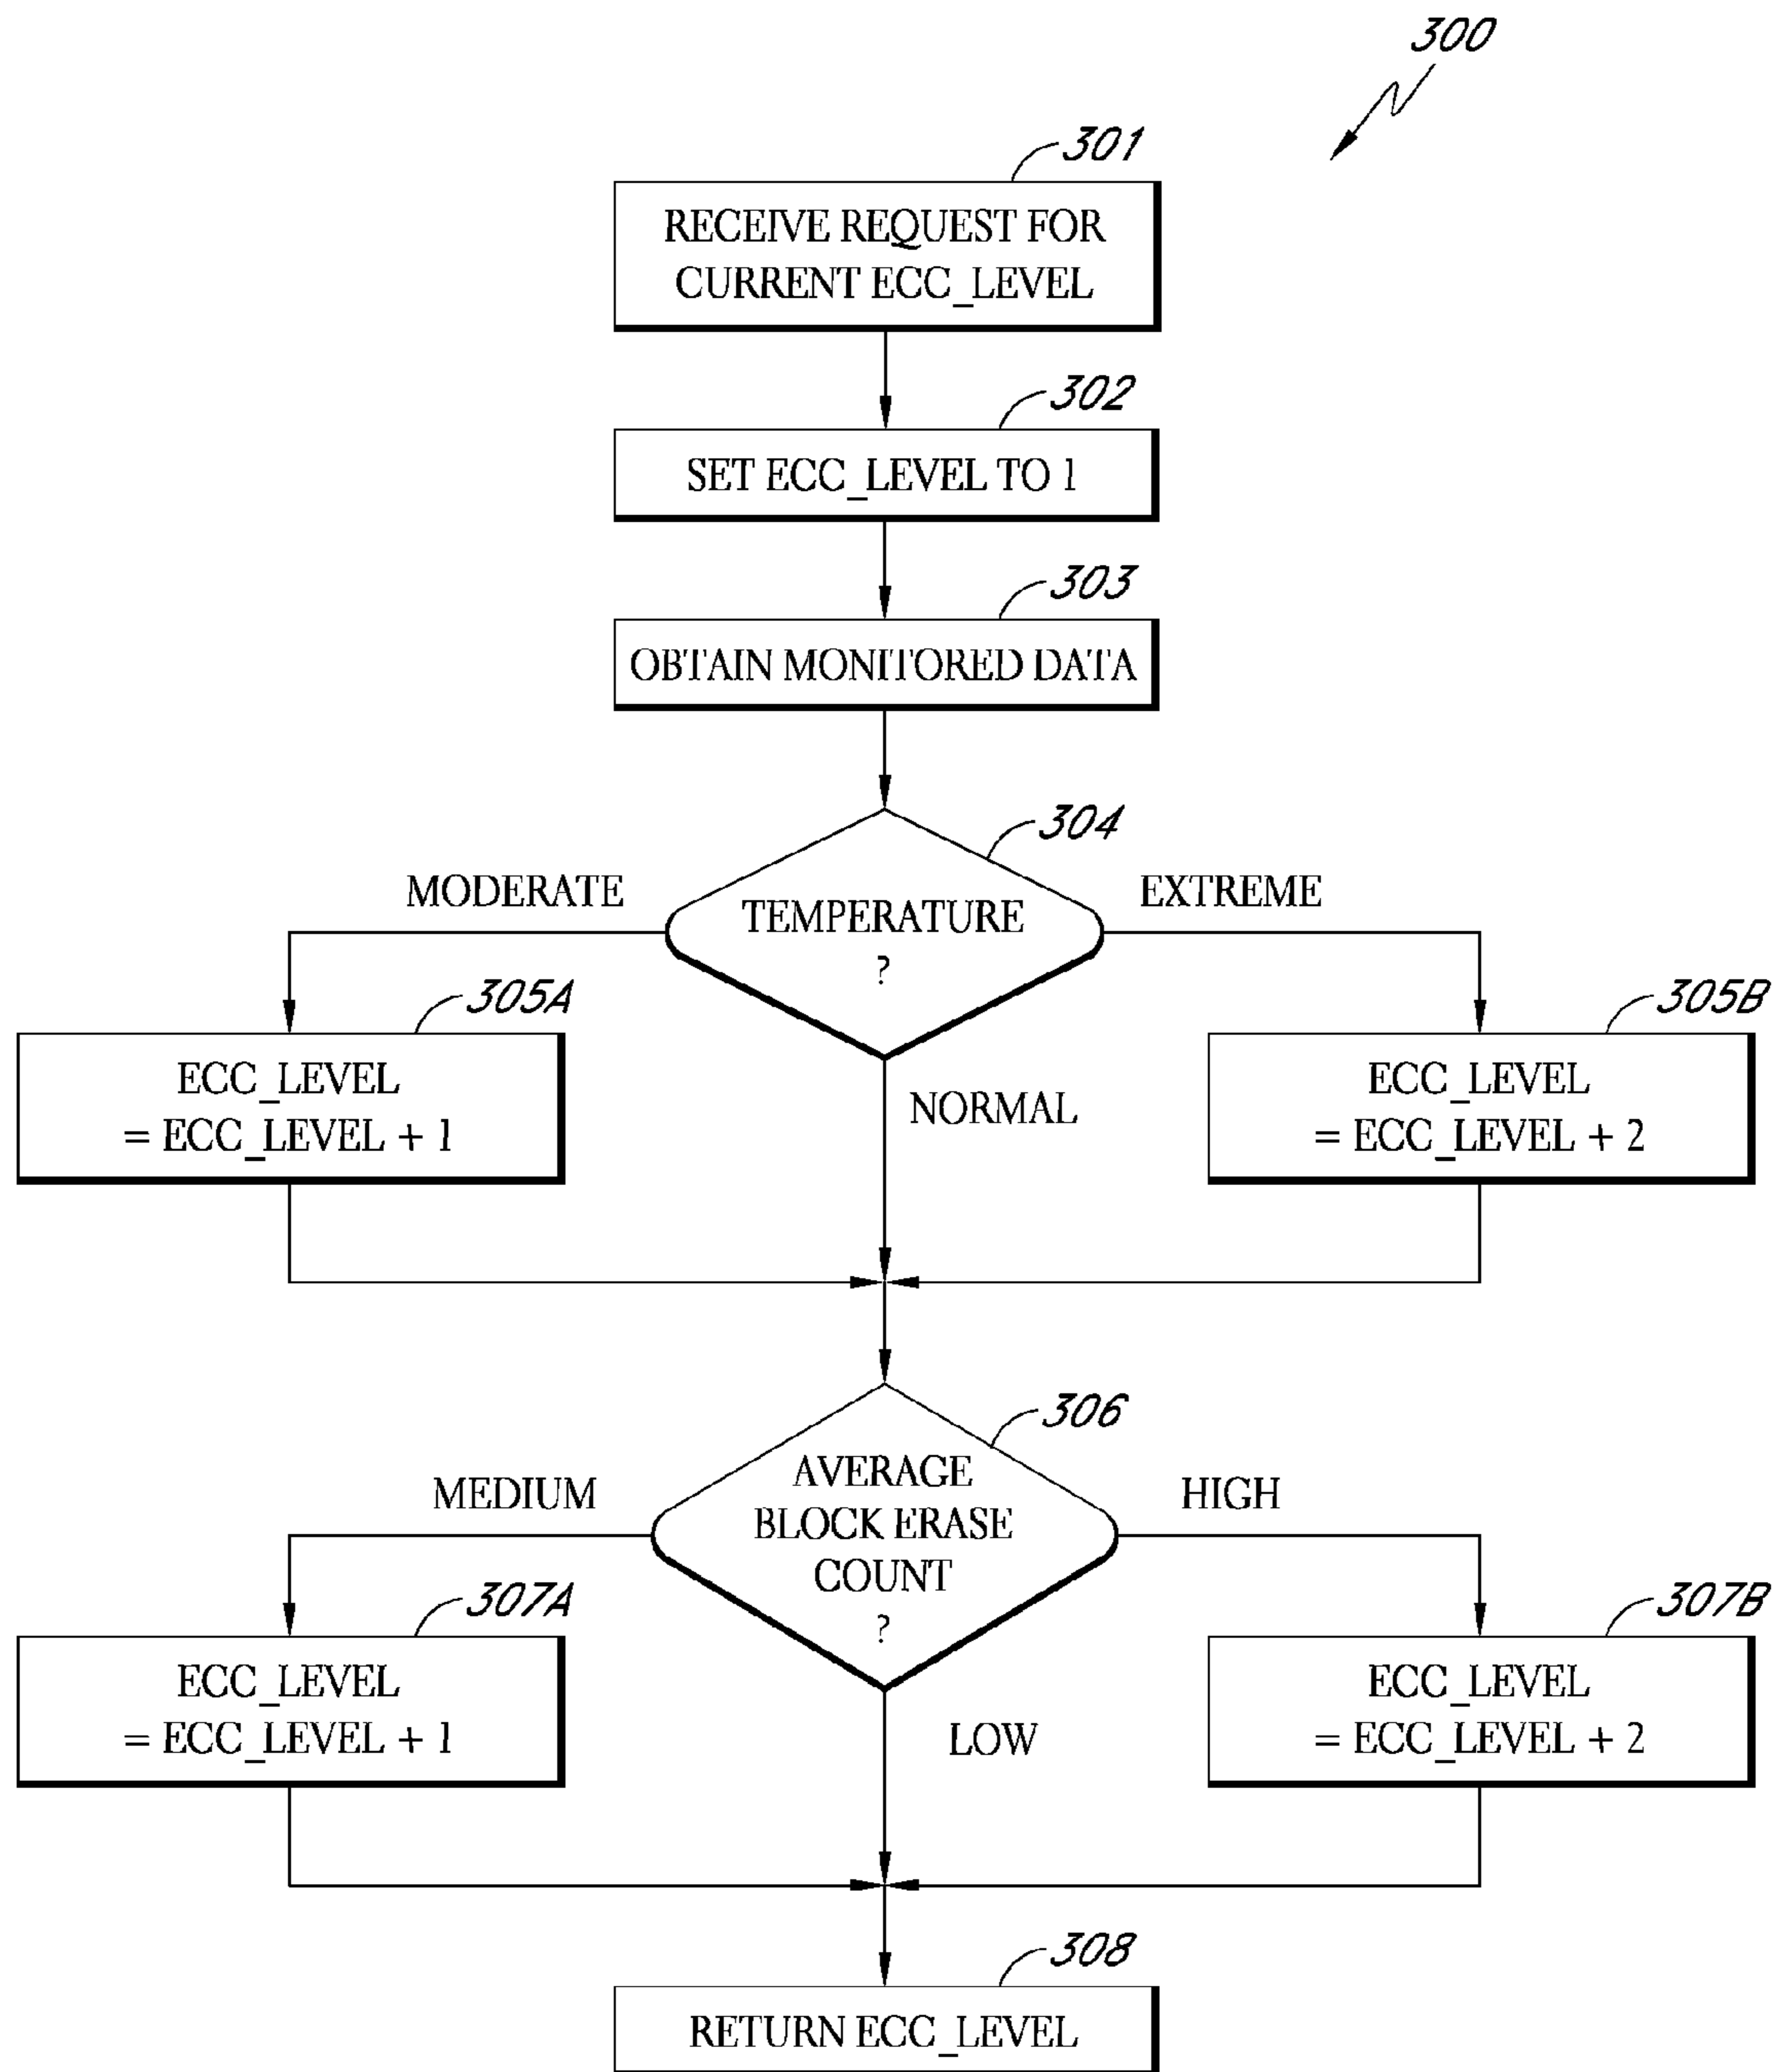 300
301
RECEIVE REQUEST FOR
CURRENT ECC_LEVEL
302
SET ECC_LEVEL TO 1
303
OBTAIN MONITORED DATA
304
MODERATE
TEMPERATURE
?
EXTREME
NORMAL
305A
ECC_LEVEL
= ECC_LEVEL + 1
305B
ECC_LEVEL
= ECC_LEVEL + 2
306
MEDIUM
AVERAGE
BLOCK ERASE
COUNT
?
HIGH
LOW
307A
ECC_LEVEL
= ECC_LEVEL + 1
307B
ECC_LEVEL
= ECC_LEVEL + 2
308
RETURN ECC_LEVEL